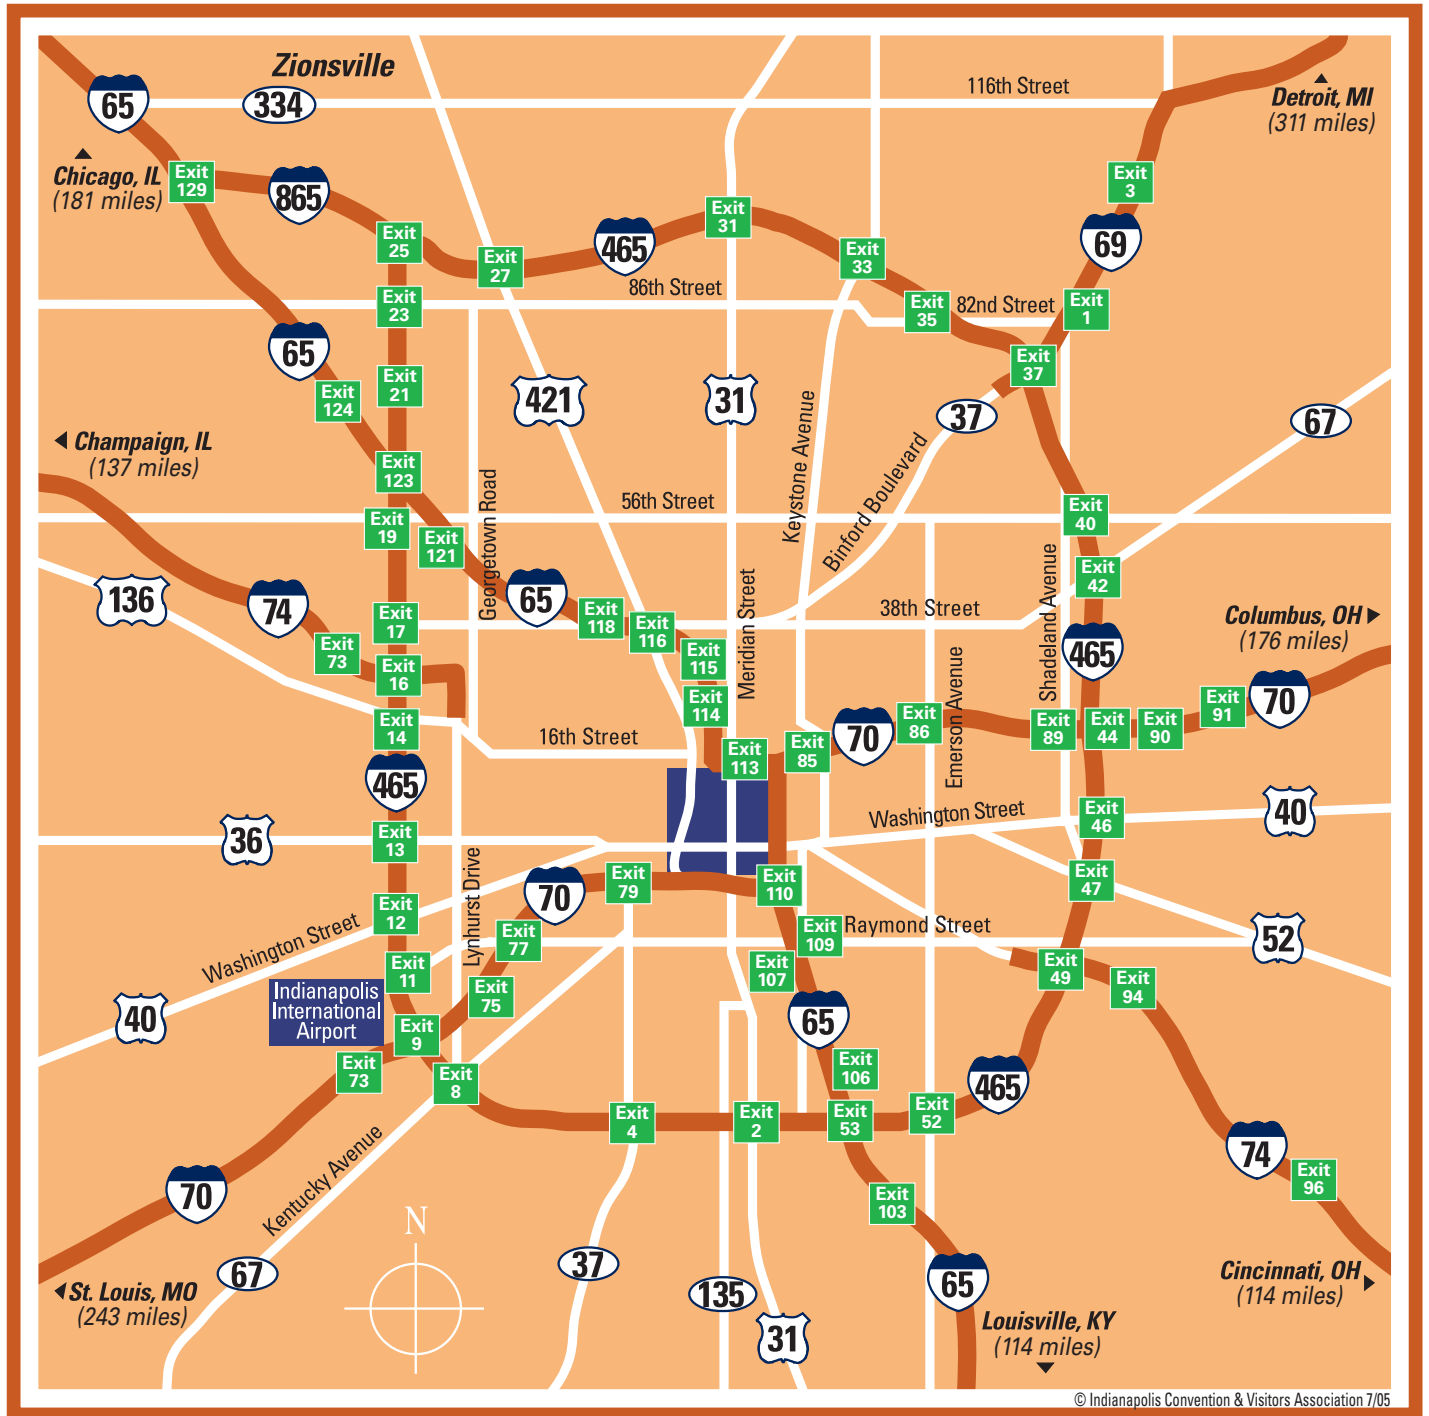 Zionsville
65
334
116th Street
Detroit, MI
(311 miles)
Chicago, IL
(181 miles)
Exit
129
865
Exit
3
Exit
25
Exit
31
69
465
Exit
27
Exit
33
86th Street
Exit
23
Exit
35
82nd Street
Exit
1
65
Exit
124
Exit
21
421
31
Exit
37
37
67
Keystone Avenue
Binford Boulevard
Champaign, IL
(137 miles)
Exit
123
Georgetown Road
56th Street
Exit
19
Exit
121
Exit
40
Exit
42
Shadeland Avenue
136
74
65
Exit
17
Exit
118
Exit
116
Meridian Street
38th Street
Columbus, OH
(176 miles)
Exit
73
Exit
16
Exit
115
465
Exit
114
Emerson Avenue
70
Exit
91
Exit
14
16th Street
Exit
113
Exit
85
70
Exit
86
Exit
89
Exit
44
Exit
90
465
36
Exit
13
Washington Street
Exit
46
40
Lynhurst Drive
70
Exit
79
Exit
110
Exit
47
Exit
12
Washington Street
Exit
77
Exit
109
Raymond Street
52
Exit
11
Exit
107
Exit
49
Exit
94
Indianapolis
International
Airport
Exit
75
40
Exit
9
65
Exit
73
Exit
8
Exit
106
465
Exit
4
Exit
2
Exit
53
Exit
52
Kentucky Avenue
74
Exit
96
70
Exit
103
N
67
37
135
65
31
St. Louis, MO
(243 miles)
Cincinnati, OH
(114 miles)
Louisville, KY
(114 miles)
© Indianapolis Convention & Visitors Association 7/05